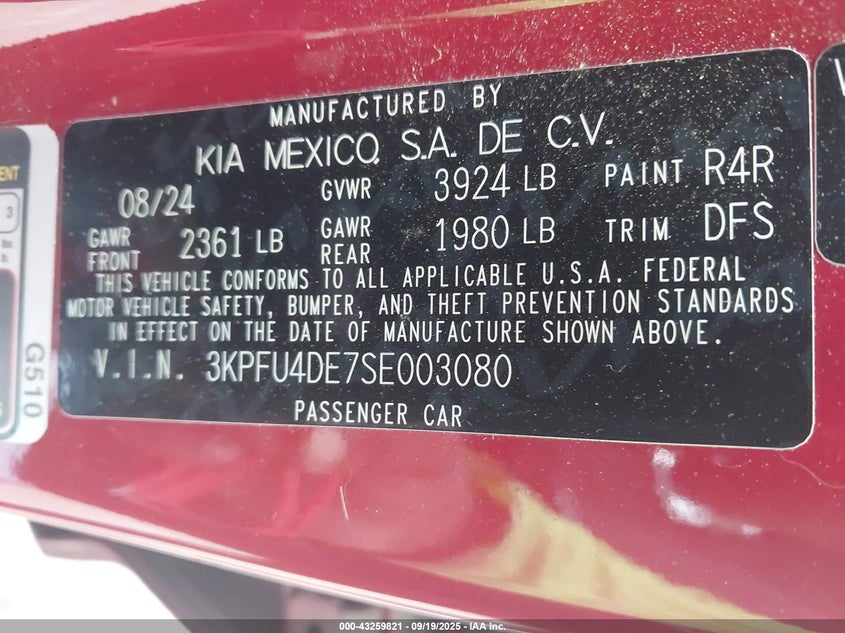 MANUFACTURED BY
KIA MEXICO, S.A. DE C.V.
08/24 GVWR 3924 LB PAINT R4R
GAWR FRONT 2361 LB GAWR REAR 1980 LB TRIM DFS
THIS VEHICLE CONFORMS TO ALL APPLICABLE U.S.A. FEDERAL
MOTOR VEHICLE SAFETY, BUMPER, AND THEFT PREVENTION STANDARDS
IN EFFECT ON THE DATE OF MANUFACTURE SHOWN ABOVE.
V.I.N. 3KPFU4DE7SE003080
PASSENGER CAR
G510
3
000-43259821 - 09/19/2025 - IAA Inc.